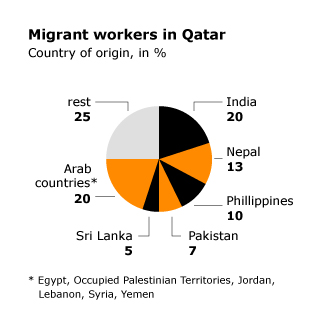 Migrant workers in Qatar
Country of origin, in %
rest
25
India
20
Nepal
13
Arab
countries*
20
Phillippines
10
Sri Lanka
5
Pakistan
7
* Egypt, Occupied Palestinian Territories, Jordan,
Lebanon, Syria, Yemen